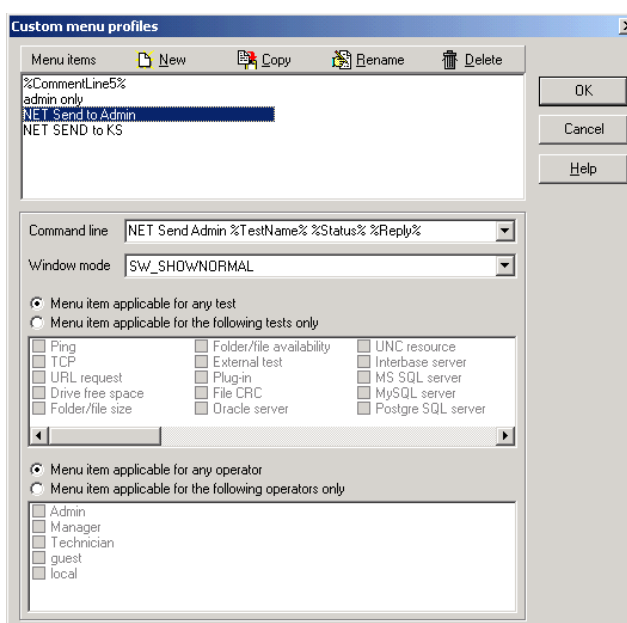 Custom menu profiles
Menu items New Copy Rename Delete
%CommentLine5%
admin only
NET Send to Admin
NET SEND to KS
OK
Cancel
Help
Command line NET Send Admin %TestName% %Status% %Reply%
Window mode SW_SHOWNORMAL
Menu item applicable for any test
Menu item applicable for the following tests only
Ping Folder/file availability UNC resource
TCP External test Interbase server
URL request Plug-in MS SQL server
Drive free space File CRC MySQL server
Folder/file size Oracle server Postgre SQL server
Menu item applicable for any operator
Menu item applicable for the following operators only
Admin
Manager
Technician
guest
local